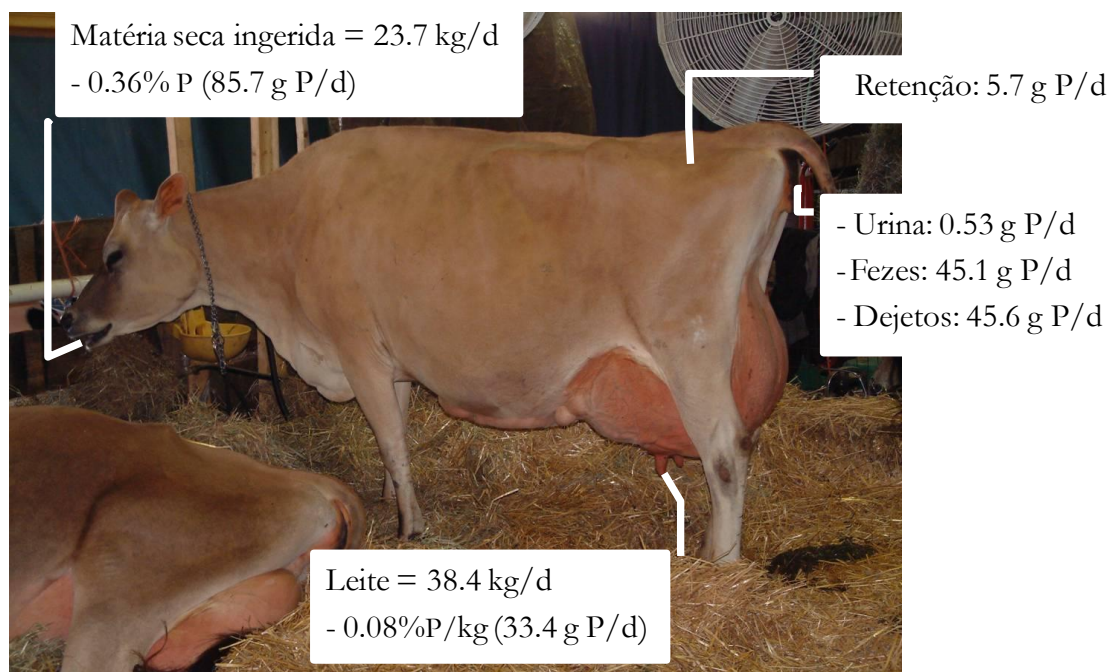 Matéria seca ingerida = 23.7 kg/d
- 0.36% P (85.7 g P/d)
Retenção: 5.7 g P/d
- Urina: 0.53 g P/d
- Fezes: 45.1 g P/d
- Dejetos: 45.6 g P/d
Leite = 38.4 kg/d
- 0.08%P/kg (33.4 g P/d)